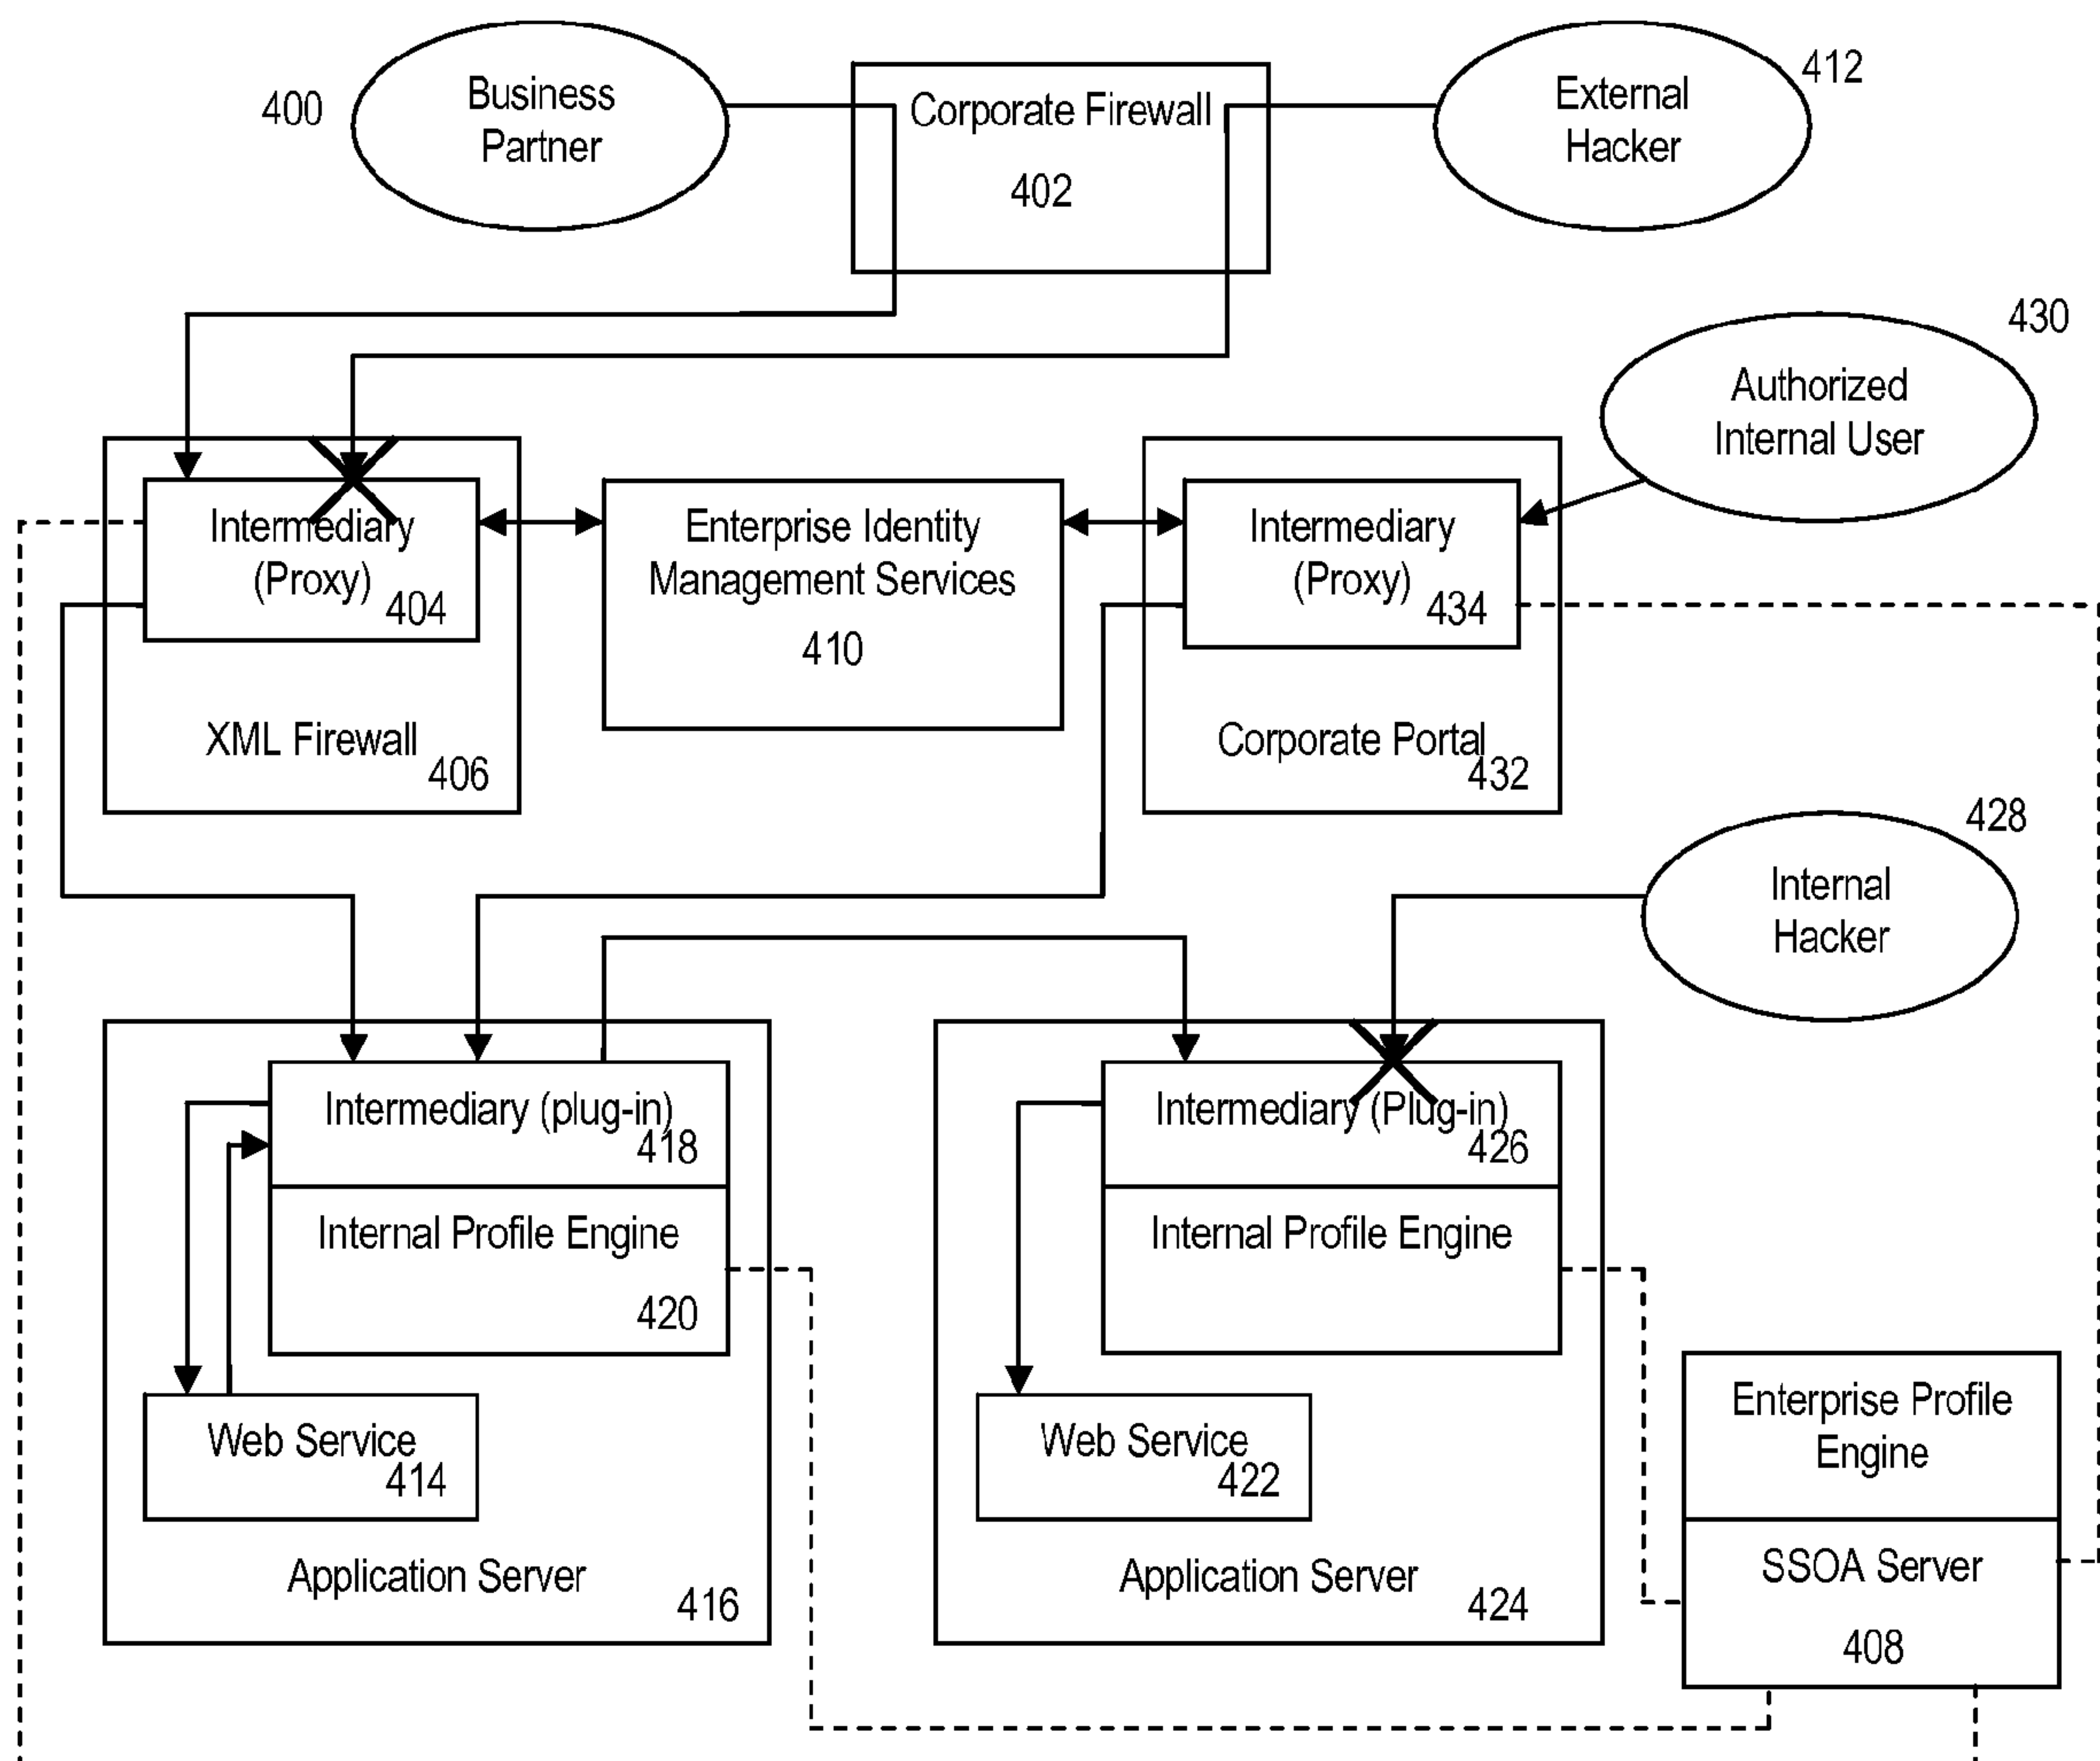 400
Business
Partner
Corporate Firewall
402
External
Hacker
412
430
Authorized
Internal User
Intermediary
(Proxy)
404
XML Firewall
406
Enterprise Identity
Management Services
410
Intermediary
(Proxy)
434
Corporate Portal
432
428
Internal
Hacker
Intermediary (plug-in)
418
Internal Profile Engine
420
Web Service
414
Application Server
416
Intermediary (Plug-in)
426
Internal Profile Engine
Web Service
422
Application Server
424
Enterprise Profile
Engine
SSOA Server
408